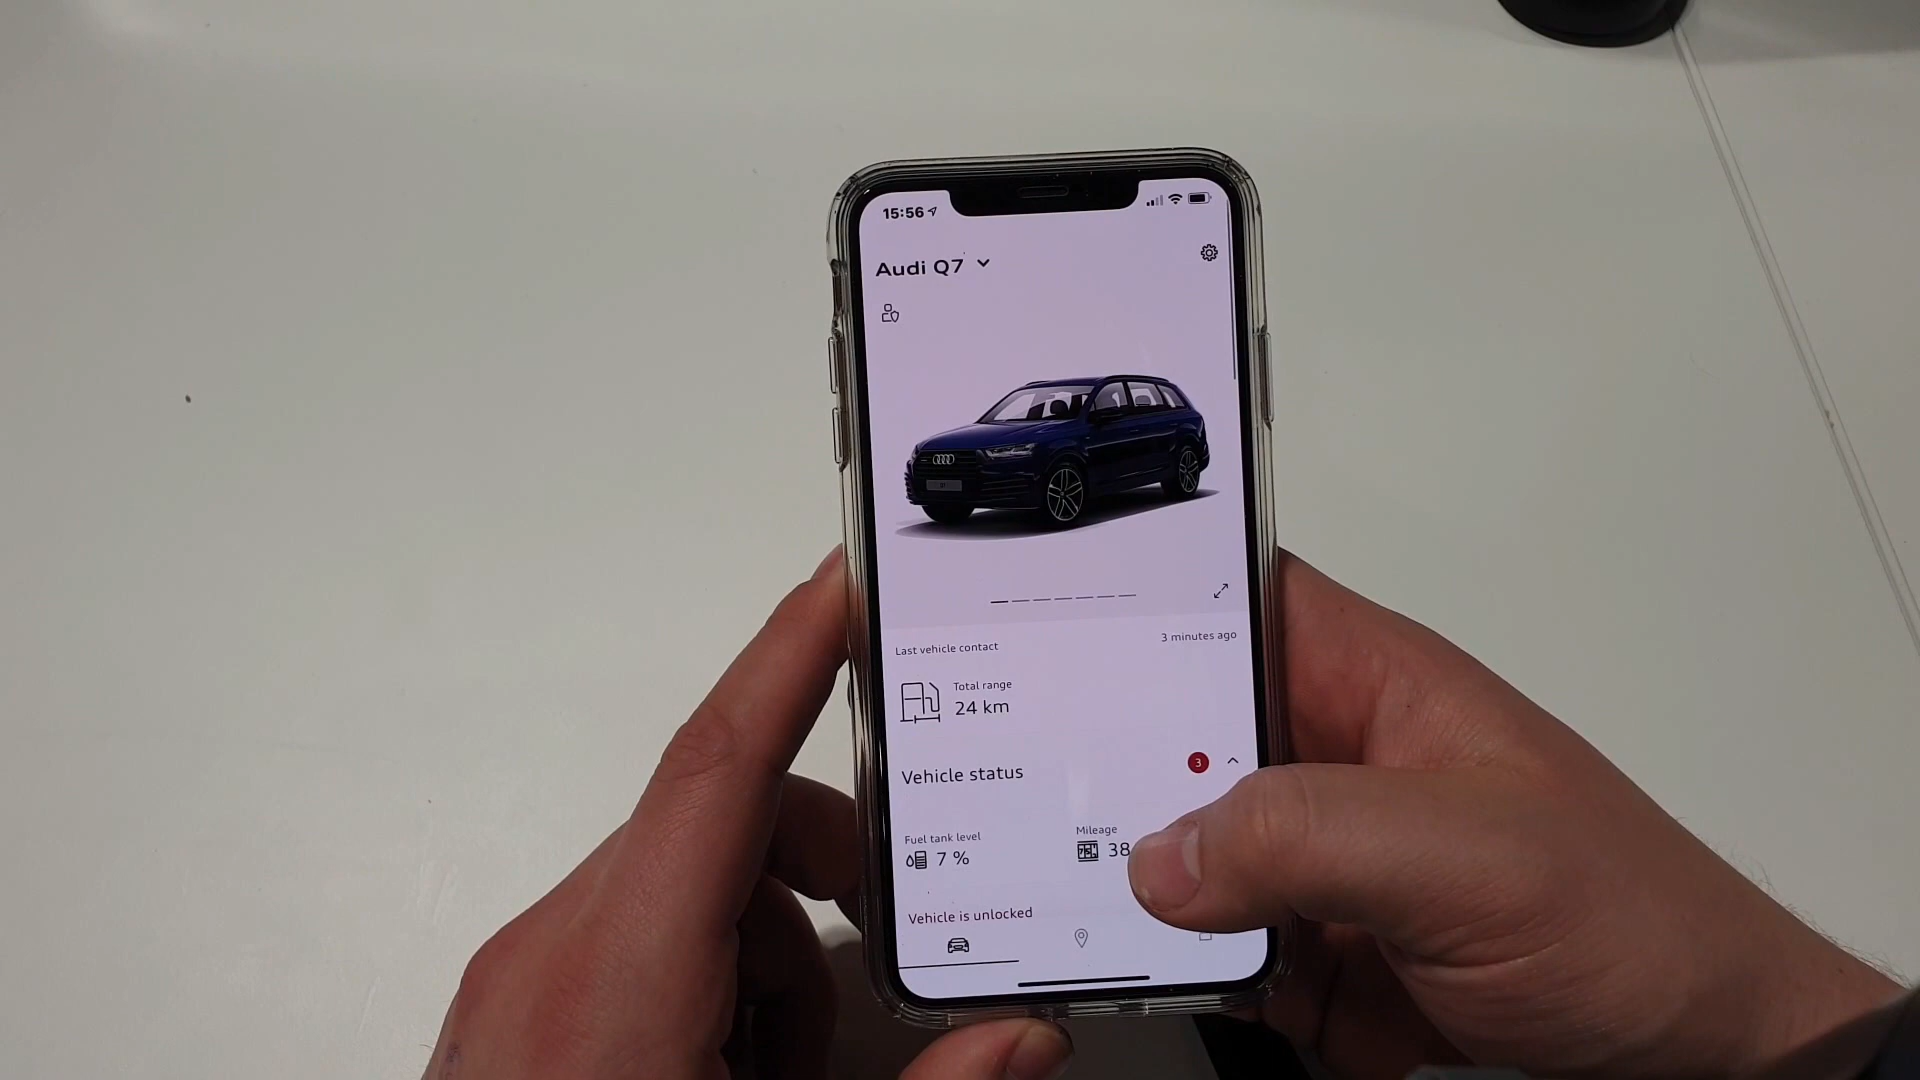 15:56
Audi Q7
Last vehicle contact
3 minutes ago
Total range
24 km
Vehicle status
3
Fuel tank level
7 %
Mileage
38
Vehicle is unlocked